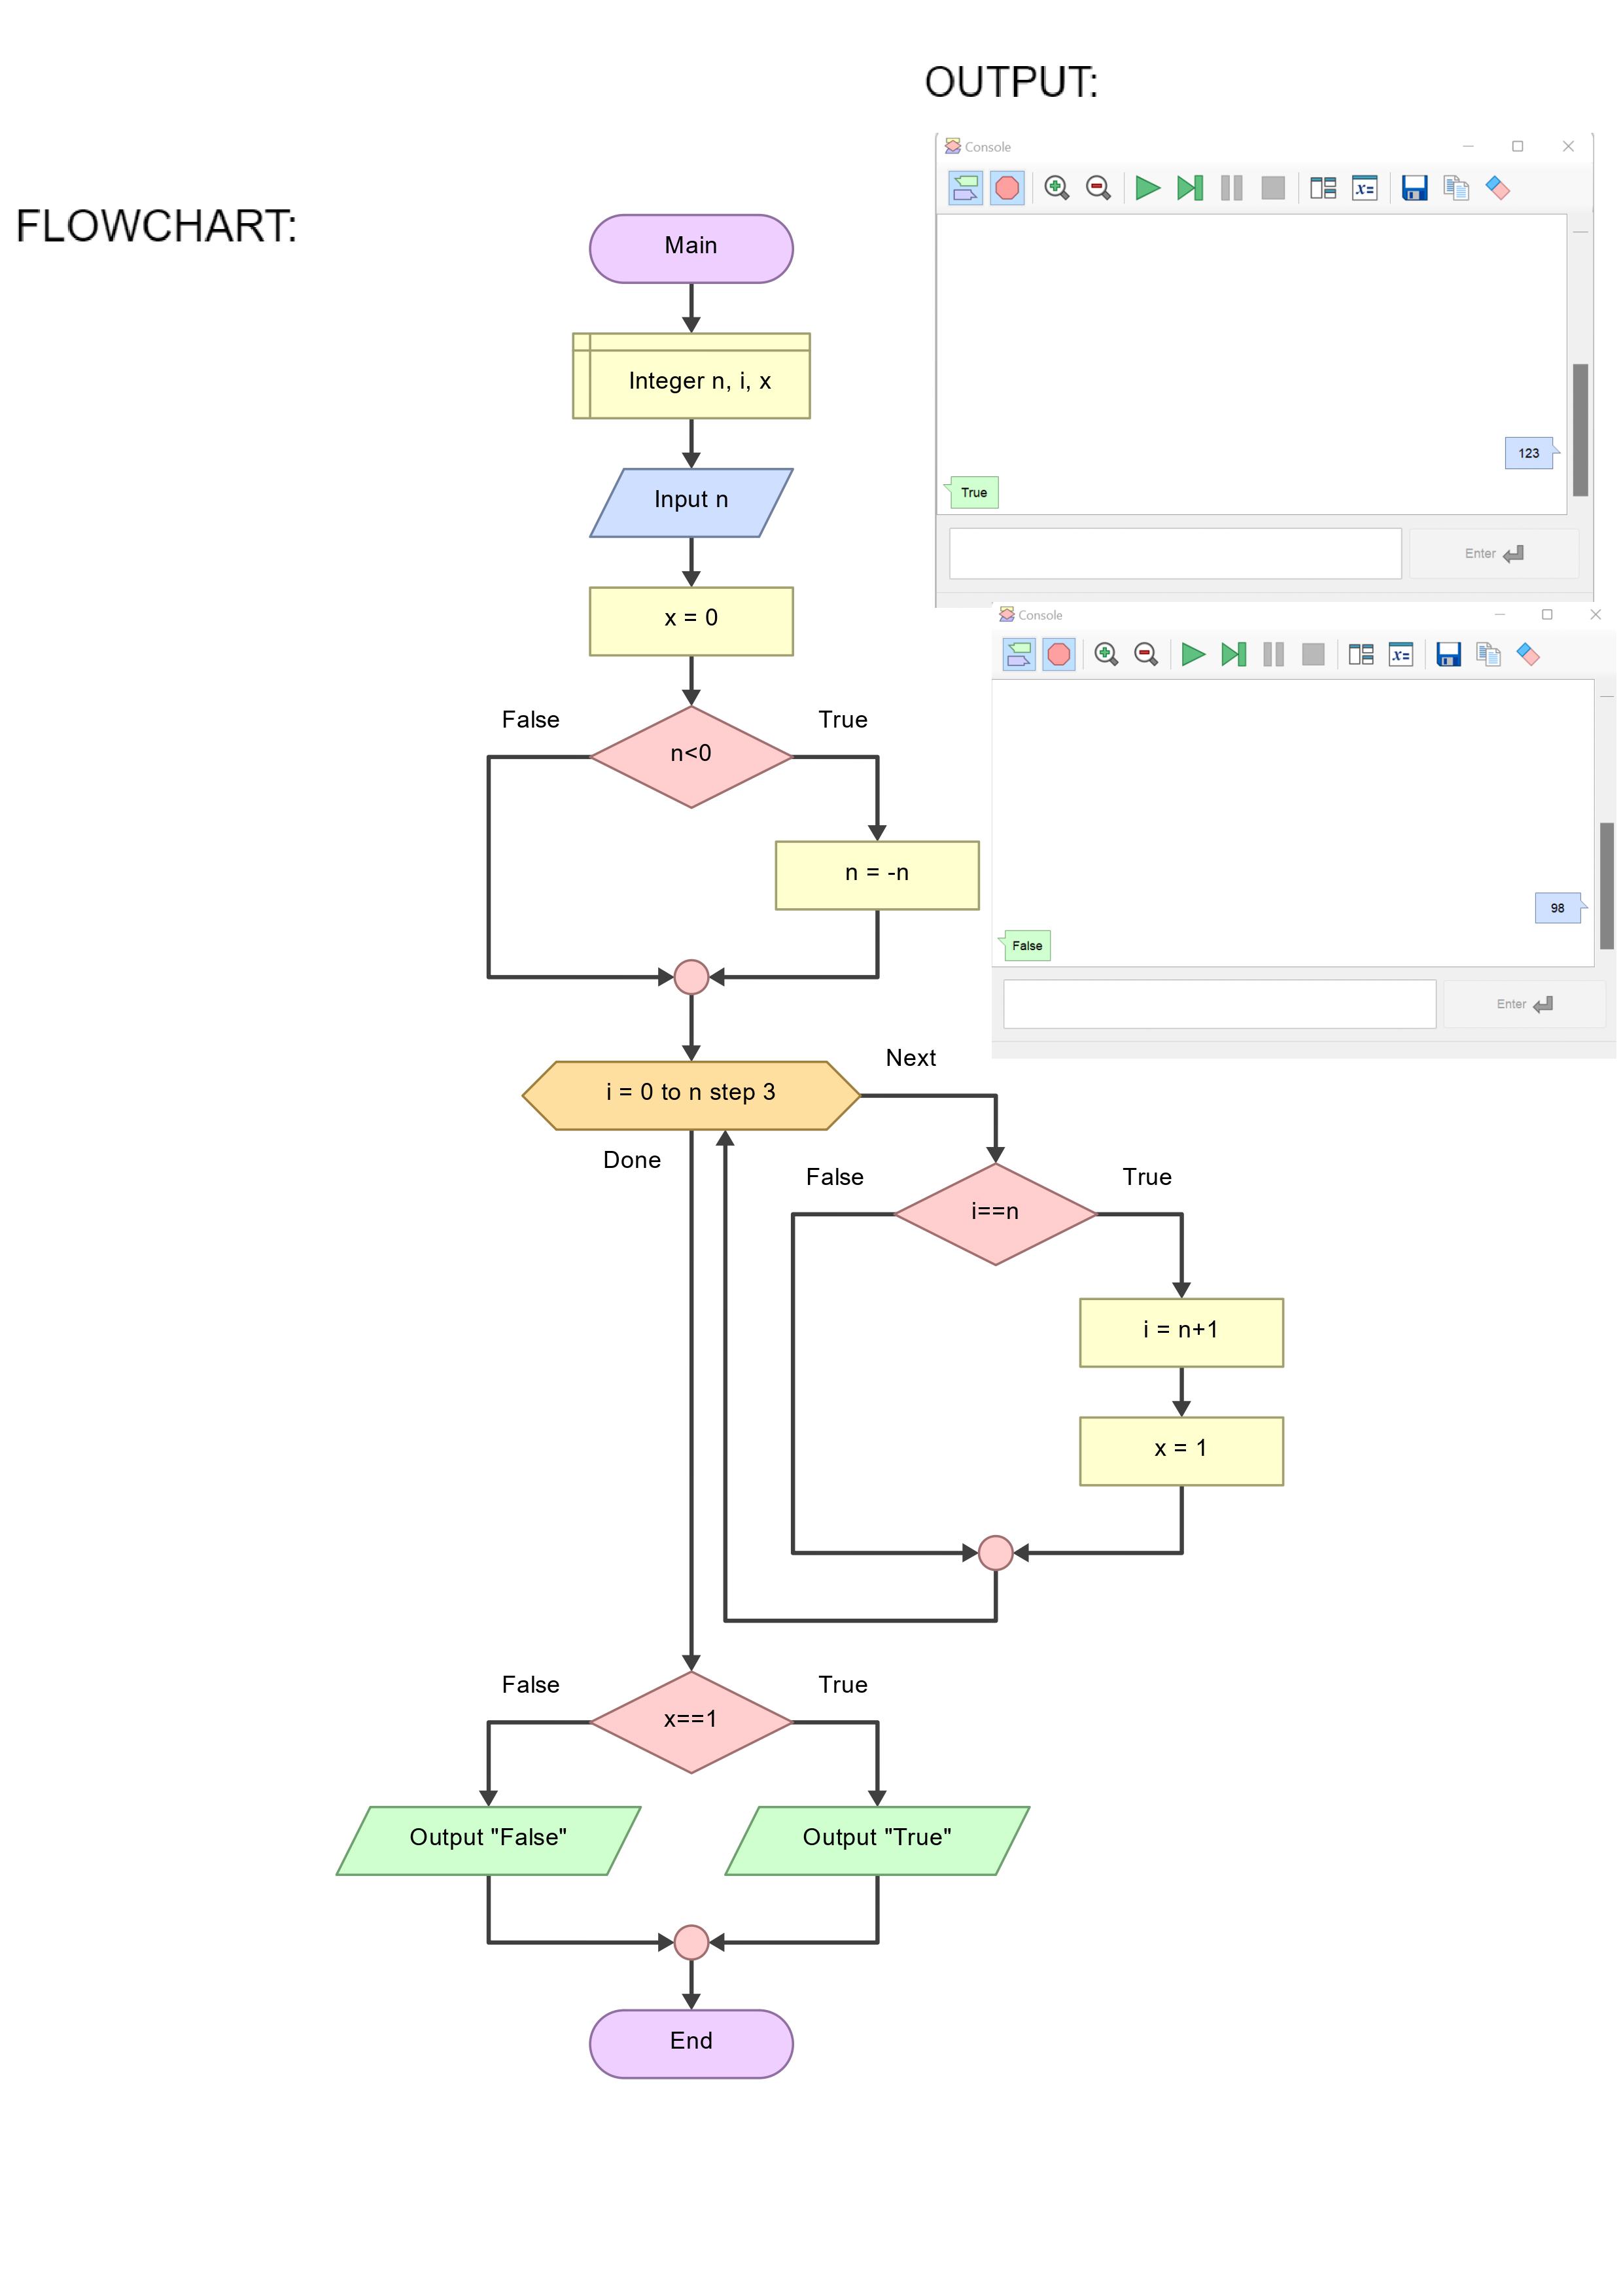 OUTPUT:
FLOWCHART:
Main
Integer n, i, x
Input n
x = 0
False
True
n<0
n = -n
i = 0 to n step 3
Next
Done
False
True
i==n
i = n+1
x = 1
False
True
x==1
Output "False"
Output "True"
End
Console
x=
123
True
Enter
Console
x=
98
False
Enter